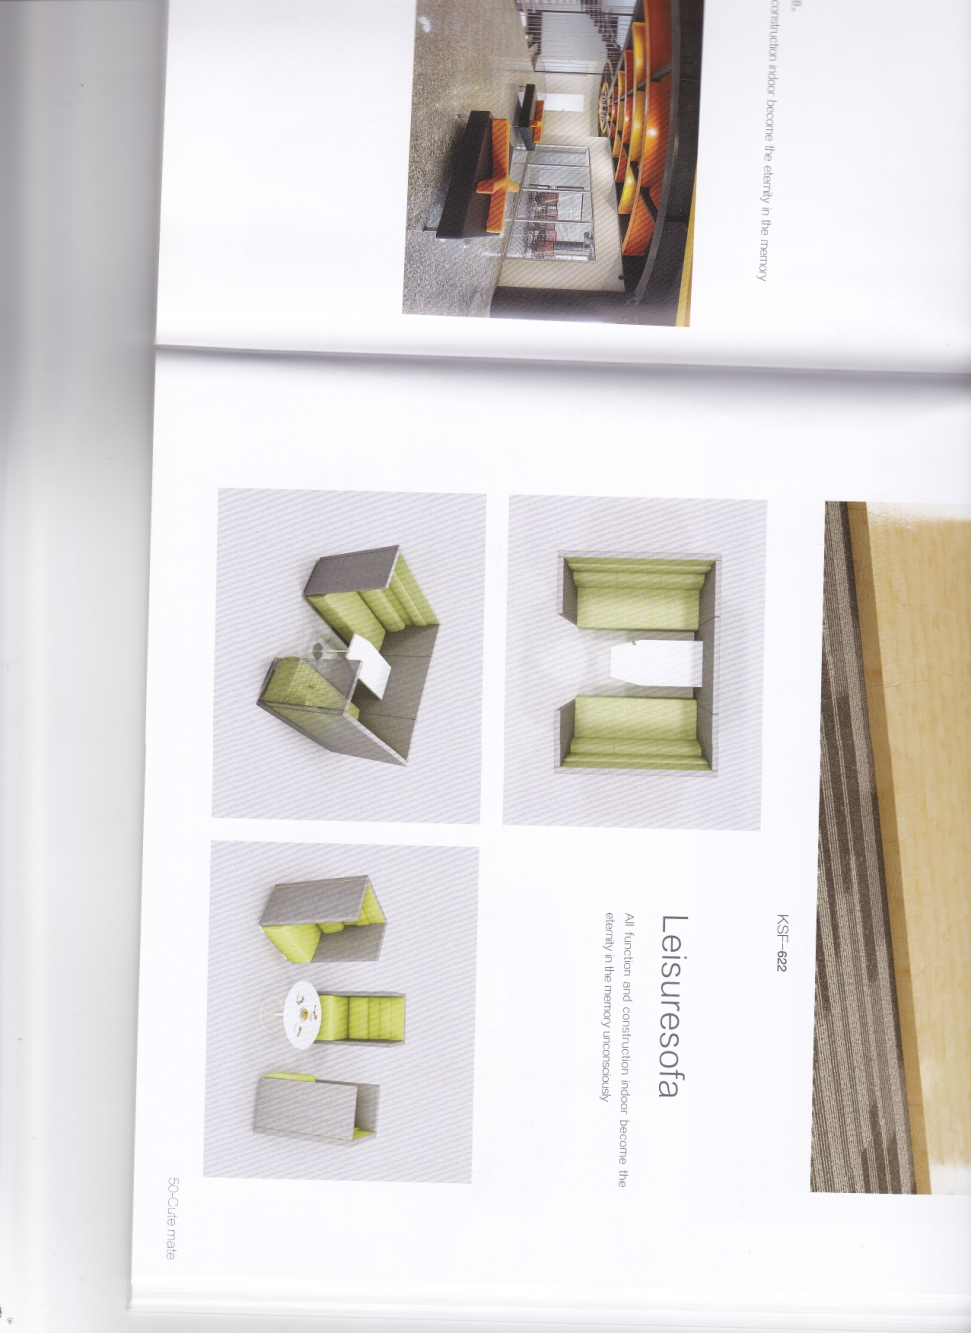 construction indoor become the eternity in the memory
KSF-622
Leisuresofa
All function and construction indoor become the
eternity in the memory unconsciously
50-Cute mate